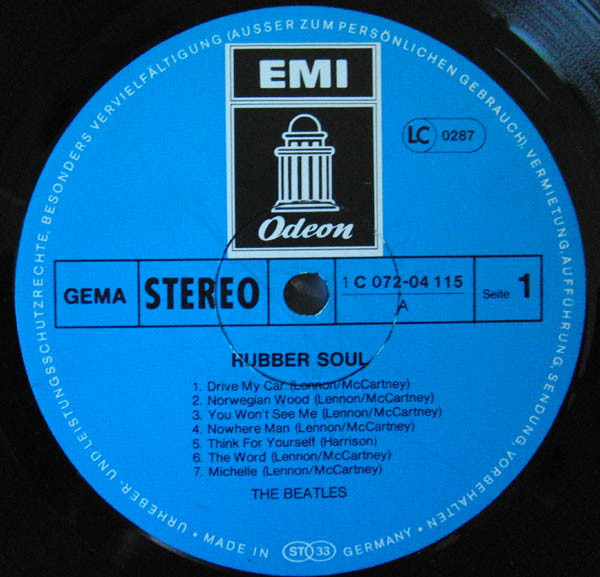 URHEBER- UND LEISTUNGSSCHUTZRECHTE, BESONDERS VERVIELFÄLTIGUNG (AUSSER ZUM PERSÖNLICHEN GEBRAUCH), VERMIETUNG, AUFFÜHRUNG, SENDUNG, VORBEHALTEN •
EMI
LC 0287
Odeon
GEMA STEREO 1 C 072-04 115 Seite 1
A
RUBBER SOUL
1. Drive My Car (Lennon/McCartney)
2. Norwegian Wood (Lennon/McCartney)
3. You Won't See Me (Lennon/McCartney)
4. Nowhere Man (Lennon/McCartney)
5. Think For Yourself (Harrison)
6. The Word (Lennon/McCartney)
7. Michelle (Lennon/McCartney)
THE BEATLES
• MADE IN ST 33 GERMANY •